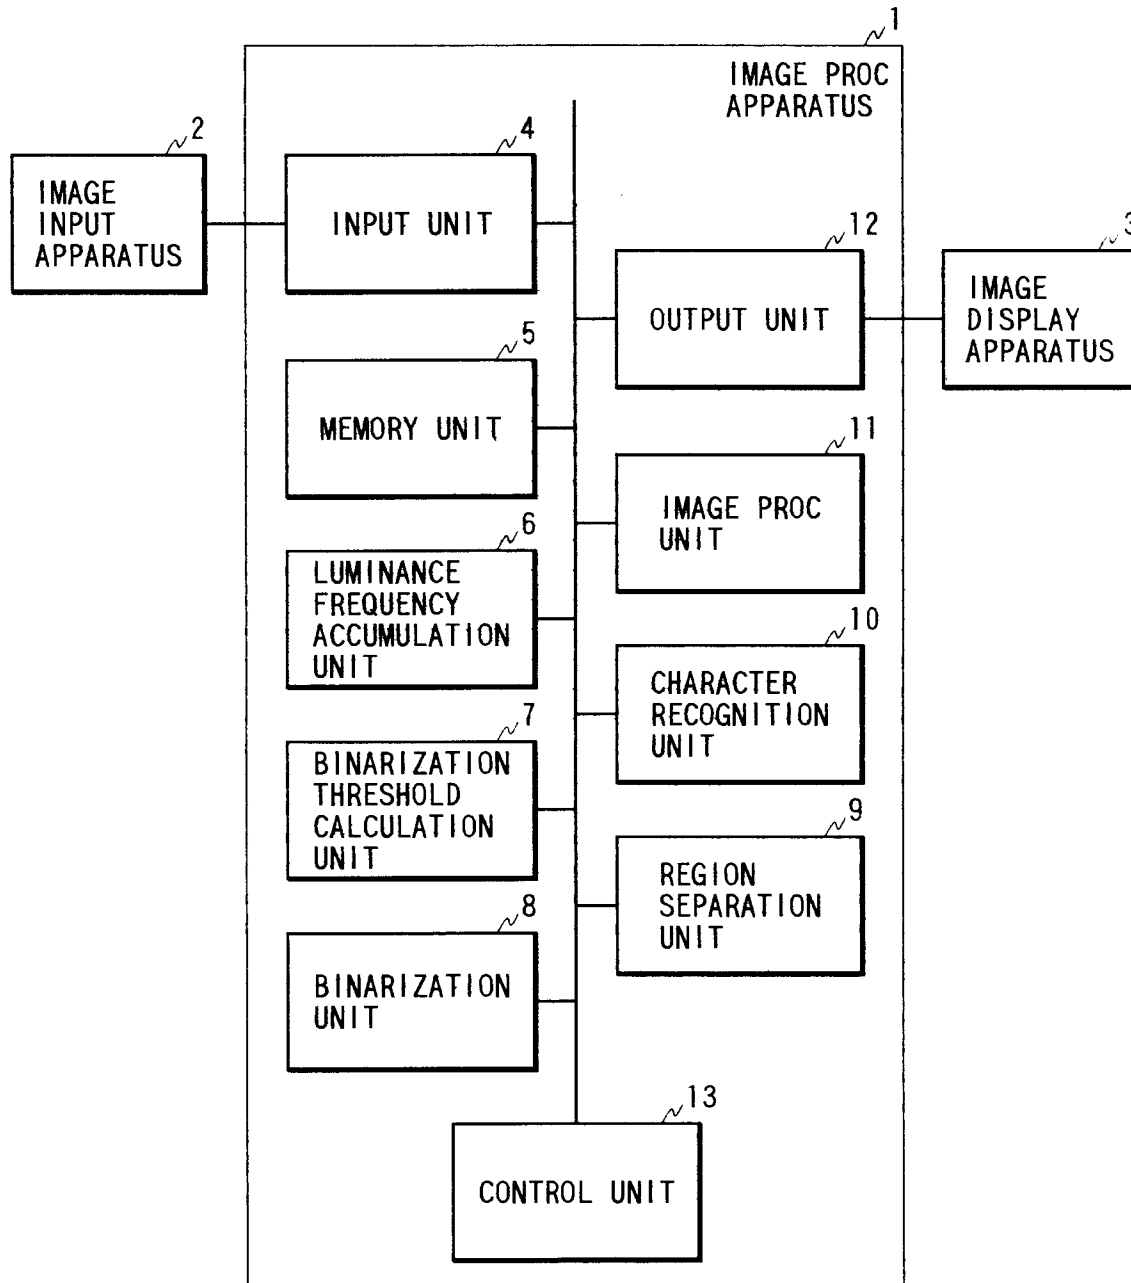 1
IMAGE PROC
APPARATUS
2
IMAGE
INPUT
APPARATUS
4
INPUT UNIT
12
OUTPUT UNIT
3
IMAGE
DISPLAY
APPARATUS
5
MEMORY UNIT
11
IMAGE PROC
UNIT
6
LUMINANCE
FREQUENCY
ACCUMULATION
UNIT
10
CHARACTER
RECOGNITION
UNIT
7
BINARIZATION
THRESHOLD
CALCULATION
UNIT
9
REGION
SEPARATION
UNIT
8
BINARIZATION
UNIT
13
CONTROL UNIT